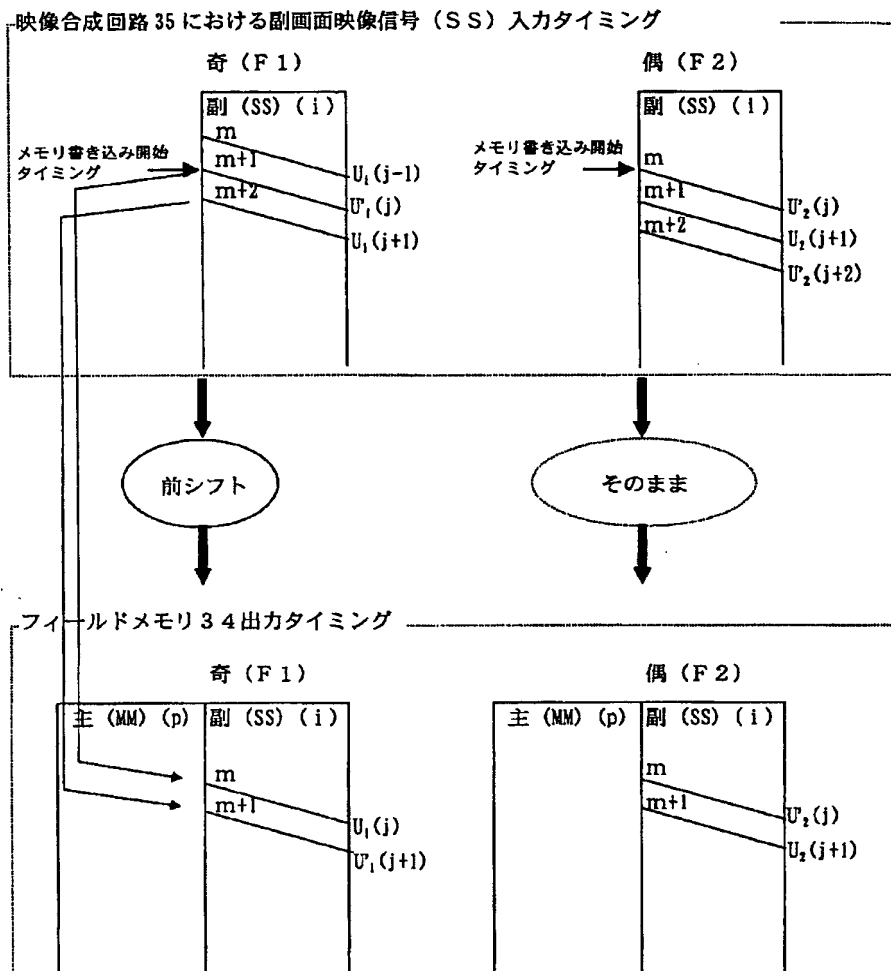 映像合成回路35における副画面映像信号（SS）入力タイミング
奇（F1）
偶（F2）
副(SS)(i)
m
m+1
m+2
メモリ書き込み開始
タイミング
U₁(j-1)
U'₁(j)
U₁(j+1)
副(SS)(i)
メモリ書き込み開始
タイミング
m
m+1
m+2
U'₂(j)
U₂(j+1)
U'₂(j+2)
前シフト
そのまま
フィールドメモリ34出力タイミング
奇（F1）
偶（F2）
主(MM)(p)
副(SS)(i)
m
m+1
U₁(j)
U'₁(j+1)
主(MM)(p)
副(SS)(i)
m
m+1
U'₂(j)
U₂(j+1)